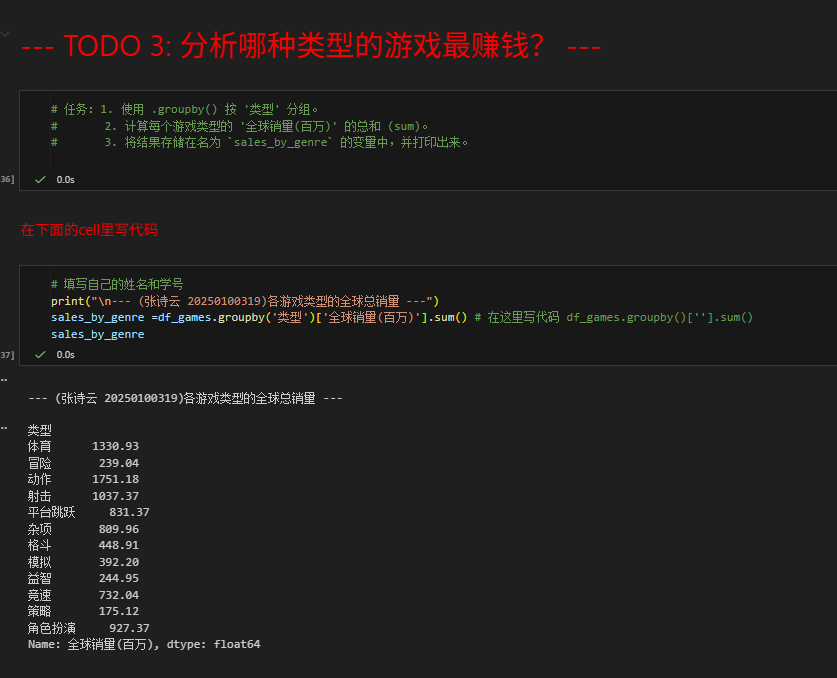 --- TODO 3: 分析哪种类型的游戏最赚钱？ ---
# 任务: 1. 使用 .groupby() 按 '类型' 分组。
#       2. 计算每个游戏类型的 '全球销量(百万)' 的总和 (sum)。
#       3. 将结果存储在名为 `sales_by_genre` 的变量中，并打印出来。
36]
0.0s
在下面的cell里写代码
# 填写自己的姓名和学号
print("\n--- (张诗云 20250100319)各游戏类型的全球总销量 ---")
sales_by_genre =df_games.groupby('类型')['全球销量(百万)'].sum() # 在这里写代码 df_games.groupby()[''].sum()
sales_by_genre
37]
0.0s
--- (张诗云 20250100319)各游戏类型的全球总销量 ---
类型
体育 1330.93
冒险 239.04
动作 1751.18
射击 1037.37
平台跳跃 831.37
杂项 809.96
格斗 448.91
模拟 392.20
益智 244.95
竞速 732.04
策略 175.12
角色扮演 927.37
Name: 全球销量(百万), dtype: float64